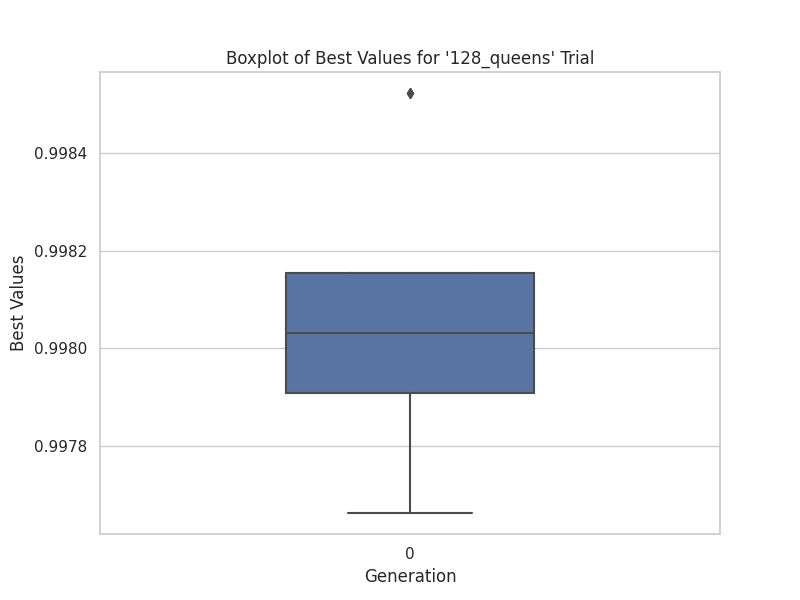 Boxplot of Best Values for '128_queens' Trial
0.9984
0.9982
0.9980
0.9978
Best Values
0
Generation